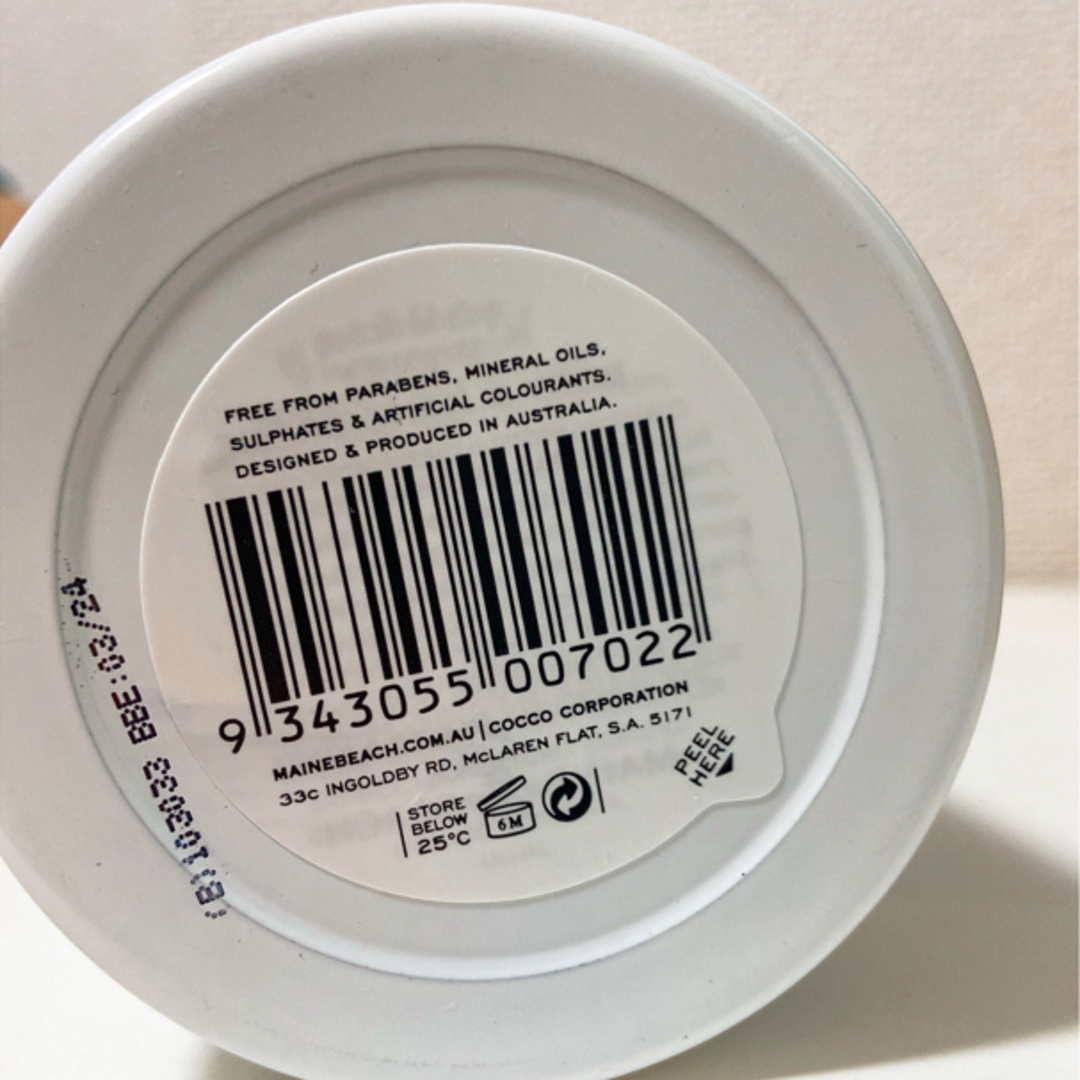 FREE FROM PARABENS, MINERAL OILS,
SULPHATES & ARTIFICIAL COLOURANTS.
DESIGNED & PRODUCED IN AUSTRALIA.
9 343055 007022
MAINEBEACH.COM.AU | COCCO CORPORATION
33c INGOLDBY RD, McLAREN FLAT, S.A. 5171
STORE
BELOW
25°C
6M
PEEL
HERE
(B)103033 BBE:03/24